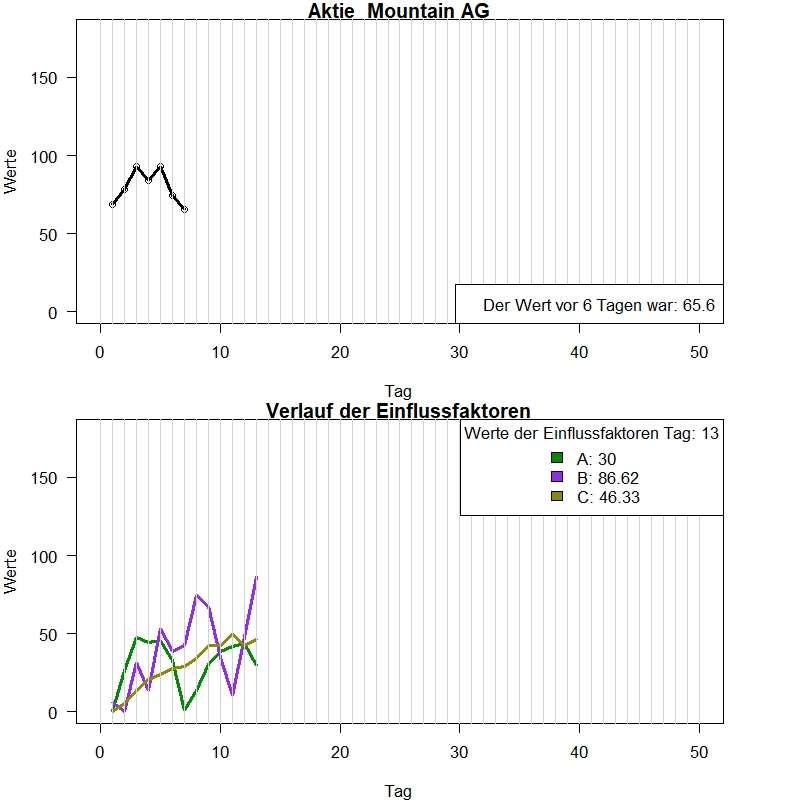 Aktie  Mountain AG
Werte
150
100
50
0
Der Wert vor 6 Tagen war: 65.6
0 10 20 30 40 50
Tag
Verlauf der Einflussfaktoren
Werte
150
100
50
0
Werte der Einflussfaktoren Tag: 13
A: 30
B: 86.62
C: 46.33
0 10 20 30 40 50
Tag